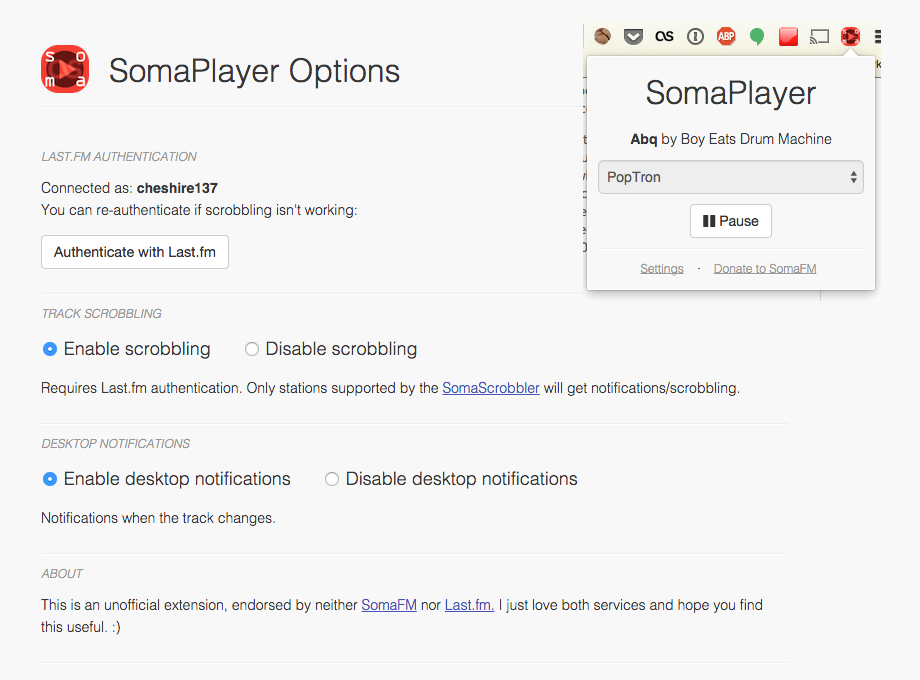 so
ma
SomaPlayer Options
LAST.FM AUTHENTICATION
Connected as: cheshire137
You can re-authenticate if scrobbling isn't working:
Authenticate with Last.fm
TRACK SCROBBLING
Enable scrobbling
Disable scrobbling
Requires Last.fm authentication. Only stations supported by the SomaScrobbler will get notifications/scrobbling.
DESKTOP NOTIFICATIONS
Enable desktop notifications
Disable desktop notifications
Notifications when the track changes.
ABOUT
This is an unofficial extension, endorsed by neither SomaFM nor Last.fm. I just love both services and hope you find
this useful. :)
ABP
SomaPlayer
Abq by Boy Eats Drum Machine
PopTron
Pause
Settings · Donate to SomaFM